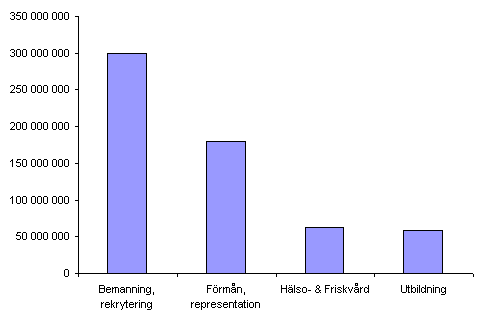 350 000 000
300 000 000
250 000 000
200 000 000
150 000 000
100 000 000
50 000 000
0
Bemanning,
rekrytering
Förmån,
representation
Hälso- & Friskvård
Utbildning